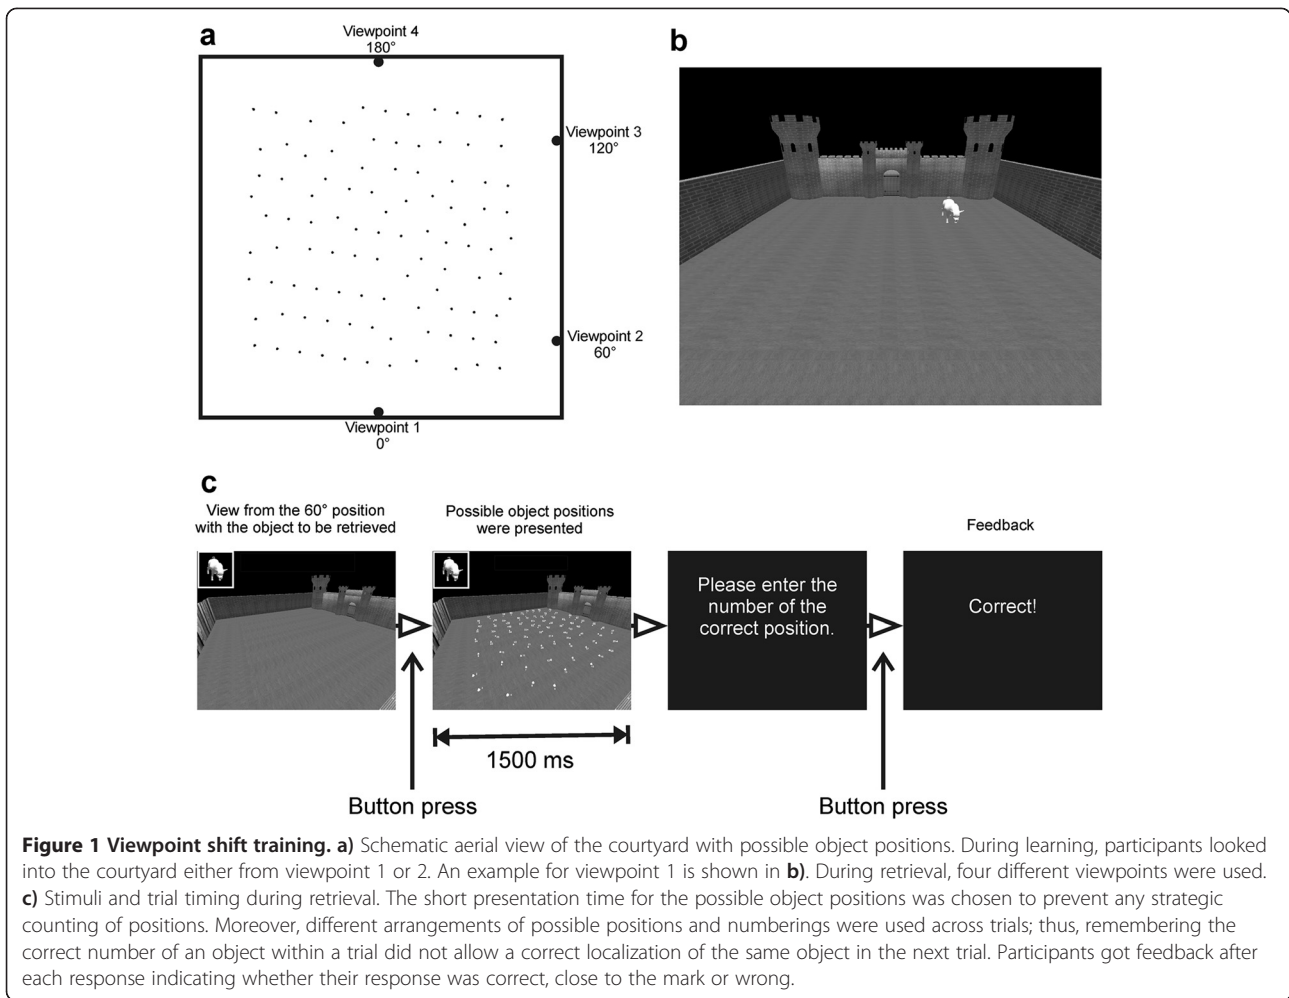 a
Viewpoint 4
180°
Viewpoint 3
120°
Viewpoint 2
60°
Viewpoint 1
0°
b
c
View from the 60° position
with the object to be retrieved
Possible object positions
were presented
Feedback
Please enter the
number of the
correct position.
Correct!
1500 ms
Button press
Button press
Figure 1 Viewpoint shift training. a) Schematic aerial view of the courtyard with possible object positions. During learning, participants looked
into the courtyard either from viewpoint 1 or 2. An example for viewpoint 1 is shown in b). During retrieval, four different viewpoints were used.
c) Stimuli and trial timing during retrieval. The short presentation time for the possible object positions was chosen to prevent any strategic
counting of positions. Moreover, different arrangements of possible positions and numberings were used across trials; thus, remembering the
correct number of an object within a trial did not allow a correct localization of the same object in the next trial. Participants got feedback after
each response indicating whether their response was correct, close to the mark or wrong.